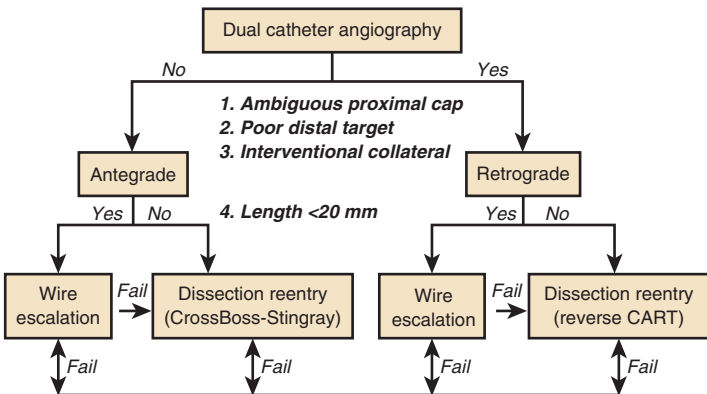 Dual catheter angiography
No
Yes
1. Ambiguous proximal cap
2. Poor distal target
3. Interventional collateral
Antegrade
Retrograde
Yes
No
4. Length <20 mm
Yes
No
Wire
escalation
Fail
Dissection reentry
(CrossBoss-Stingray)
Wire
escalation
Fail
Dissection reentry
(reverse CART)
Fail
Fail
Fail
Fail